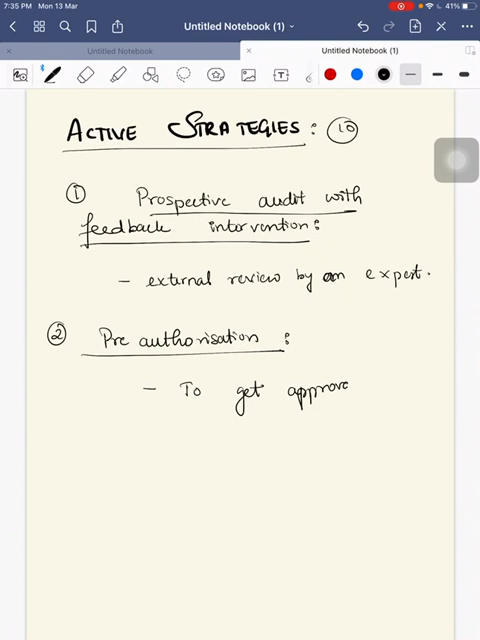 7:35 PM Mon 13 Mar
41%
Untitled Notebook (1)
Untitled Notebook
Untitled Notebook (1)
ACTIVE STRATEGIES : 10
1 Prospective audit with
feedback intervention :
- external review by an expert.
2 Pre authorisation :
- To get approve